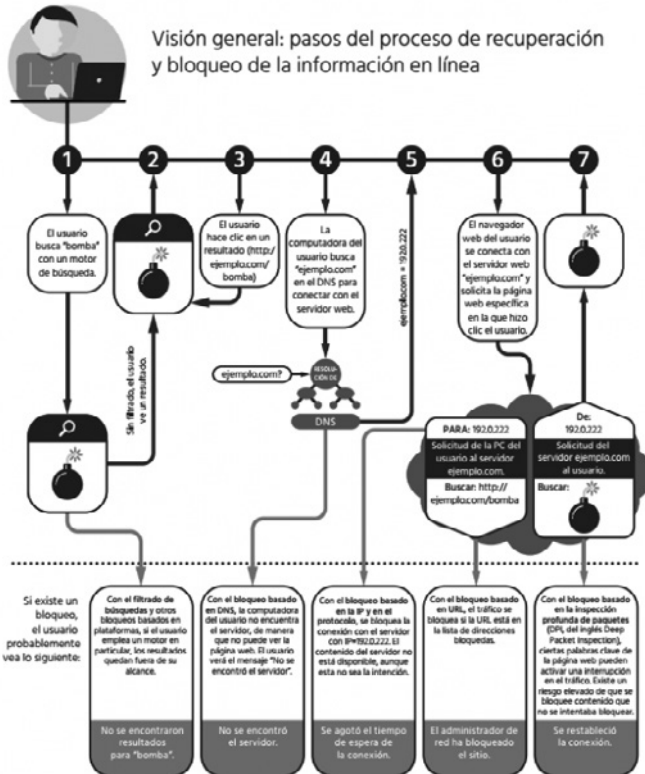 Visión general: pasos del proceso de recuperación
y bloqueo de la información en línea
1
2
3
4
5
6
7
El usuario
busca "bomba"
con un motor
de búsqueda.
El usuario
hace clic en un
resultado (http:/
ejemplo.com/
bomba)
La
computadora del
usuario busca
"ejemplo.com"
en el DNS para
conectar con el
servidor web.
ejemplo.com = 192.0.222
El navegador
web del usuario
se conecta con
el servidor web
"ejemplo.com" y
solicita la página
web específica
en la que hizo
clic el usuario.
Sin filtrado, el usuario
ve un resultado.
ejemplo.com?
RESOLU-
CIÓN DE
DNS
PARA: 192.0.222
Solicitud de la PC del
usuario al servidor
ejemplo.com.
Buscar: http://
ejemplo.com/bomba
De:
192.0.222
Solicitud del
servidor ejemplo.com
al usuario.
Buscar:
Si existe un
bloqueo,
el usuario
probablemente
vea lo siguiente:
Con el filtrado de
búsquedas y otros
bloqueos basados en
plataformas, si el usuario
emplea un motor en
particular, los resultados
quedan fuera de su
alcance.
No se encontraron
resultados
para "bomba".
Con el bloqueo basado
en DNS, la computadora
del usuario no encuentra
el servidor, de manera
que no puede ver la
página web. El usuario
verá el mensaje "No se
encontró el servidor".
No se encontró
el servidor.
Con el bloqueo basado
en la IP y en el
protocolo, se bloquea la
conexión con el servidor
con IP=192.0.222. El
contenido del servidor no
está disponible, aunque
esta no sea la intención.
Se agotó el tiempo
de espera de
la conexión.
Con el bloqueo basado
en URL, el tráfico se
bloquea si la URL está en
la lista de direcciones
bloquedas.
El administrador de
red ha bloqueado
el sitio.
Con el bloqueo basado
en la inspección
profunda de paquetes
(DPI, del inglés Deep
Packet Inspection),
ciertas palabras clave de
la página web pueden
activar una interrupción
en el tráfico. Existe un
riesgo elevado de que se
bloquee contenido que
no se intentaba bloquear.
Se restableció
la conexión.